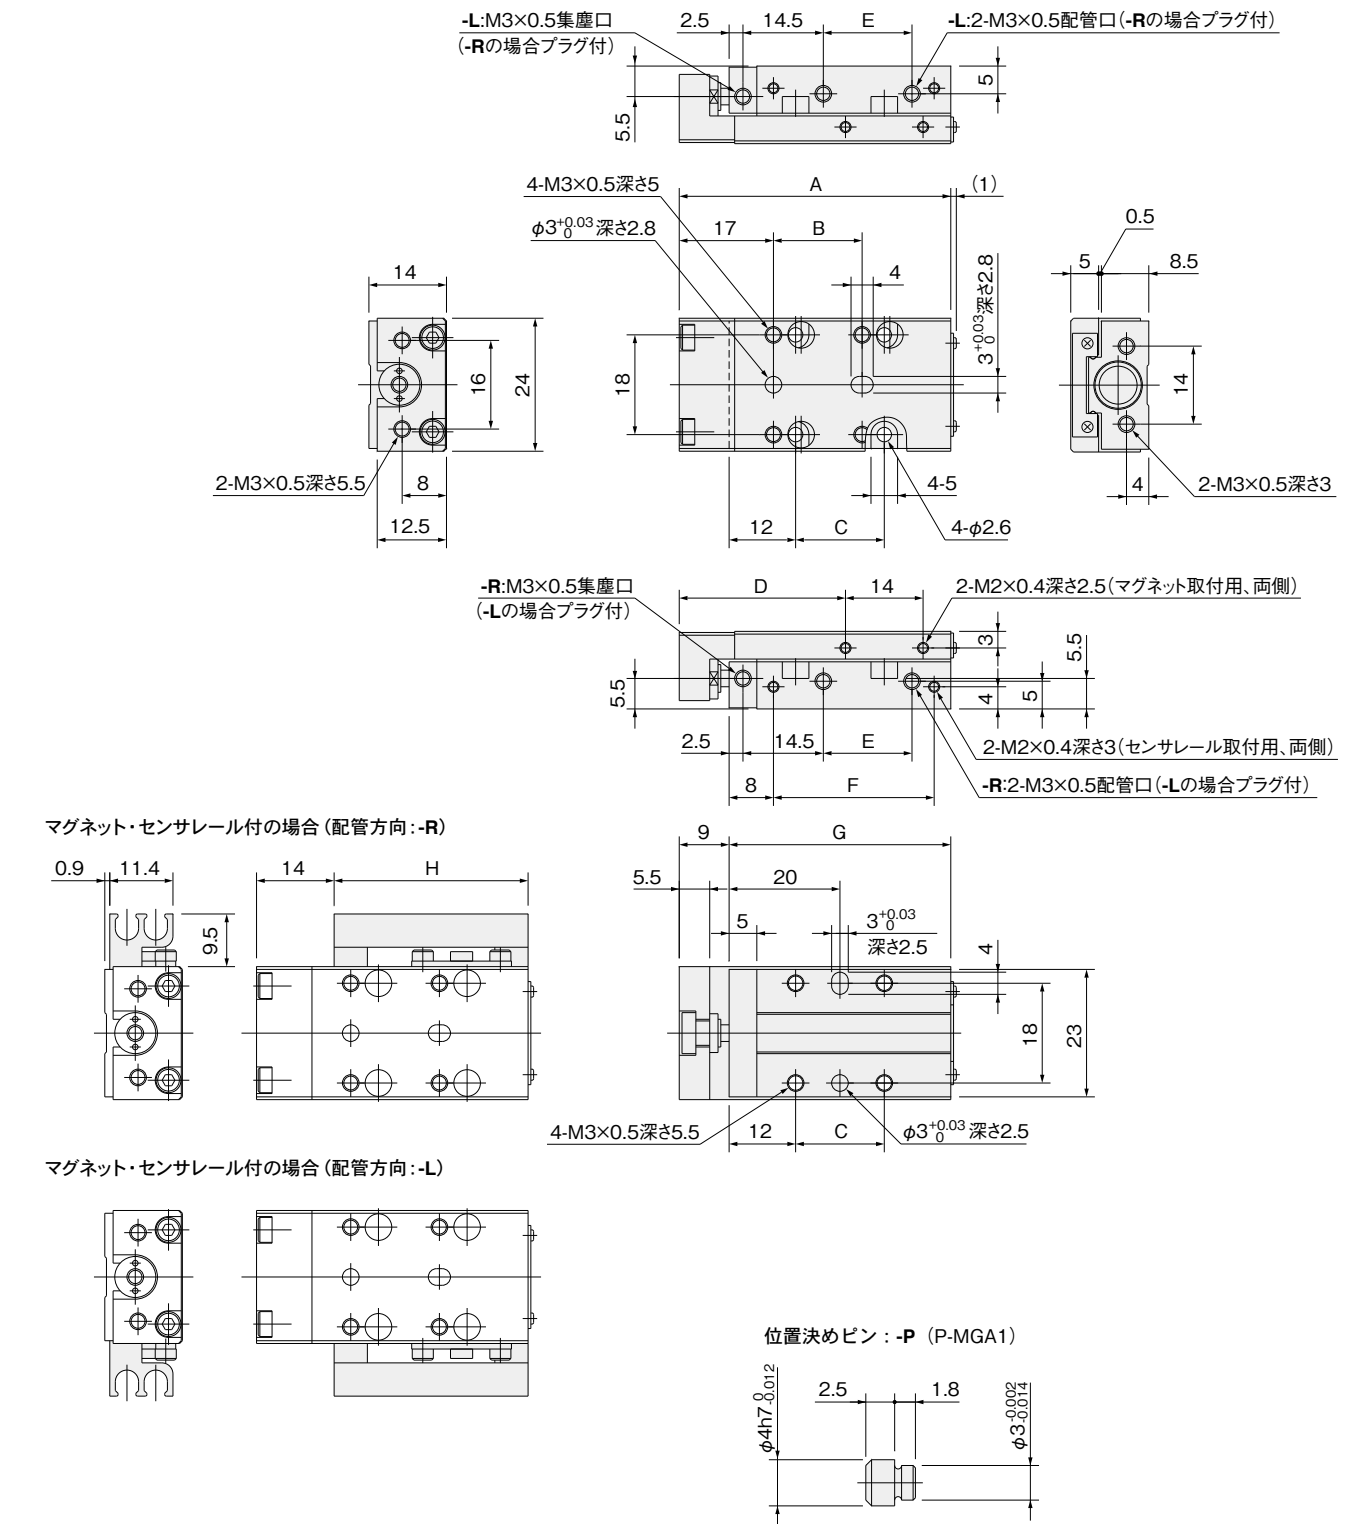 -L:M3×0.5集塵口
(-Rの場合プラグ付)
2.5
14.5
E
-L:2-M3×0.5配管口(-Rの場合プラグ付)
5
5.5
4-M3×0.5深さ5
A
(1)
φ3+0.03 0 深さ2.8
17
B
4
3+0.03 0 深さ2.8
0.5
5
8.5
14
18
16
24
14
2-M3×0.5深さ5.5
8
12.5
12
C
4-5
4-φ2.6
4
2-M3×0.5深さ3
-R:M3×0.5集塵口
(-Lの場合プラグ付)
D
14
2-M2×0.4深さ2.5(マグネット取付用、両側)
3
5.5
5.5
4
5
2.5
14.5
E
2-M2×0.4深さ3(センサレール取付用、両側)
8
F
-R:2-M3×0.5配管口(-Lの場合プラグ付)
マグネット・センサレール付の場合(配管方向:-R)
0.9
11.4
14
H
9.5
9
G
5.5
20
5
3+0.03 0
深さ2.5
4
18
23
4-M3×0.5深さ5.5
12
C
φ3+0.03 0 深さ2.5
マグネット・センサレール付の場合(配管方向:-L)
位置決めピン:-P (P-MGA1)
φ4h7 0 -0.012
2.5
1.8
φ3-0.002 -0.014